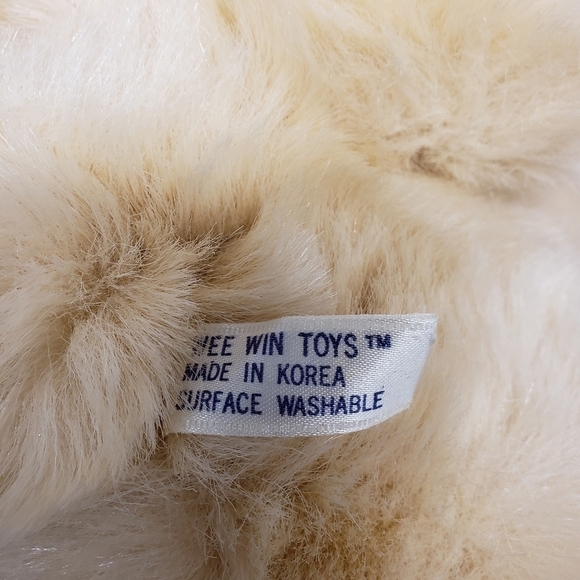 WEE WIN TOYS™
MADE IN KOREA
SURFACE WASHABLE